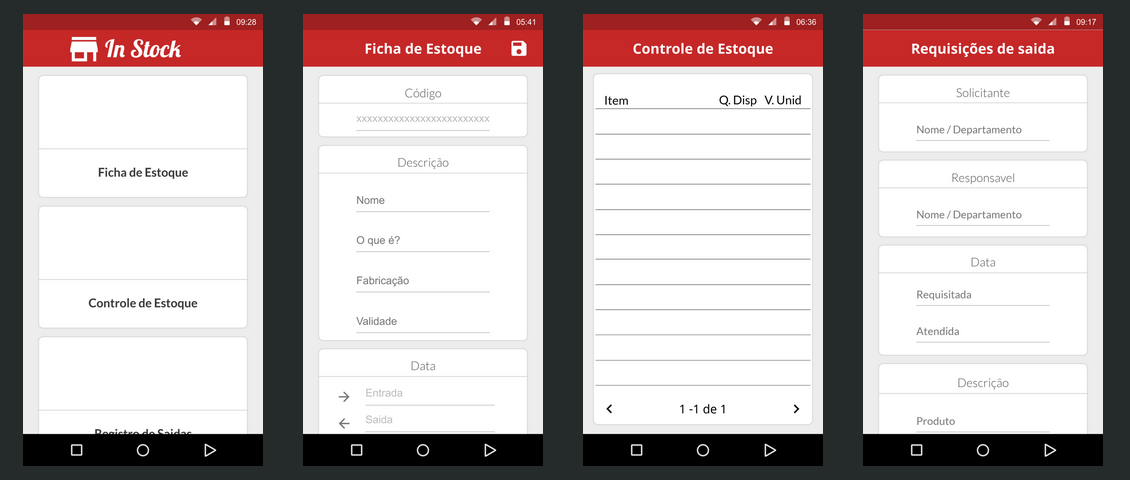 09:28
In Stock
Ficha de Estoque
Controle de Estoque
Registro de Saidas
05:41
Ficha de Estoque
Código
xxxxxxxxxxxxxxxxxxxxxxxxx
Descrição
Nome
O que é?
Fabricação
Validade
Data
Entrada
Saida
06:36
Controle de Estoque
Item Q. Disp V. Unid
1 -1 de 1
09:17
Requisições de saida
Solicitante
Nome / Departamento
Responsavel
Nome / Departamento
Data
Requisitada
Atendida
Descrição
Produto